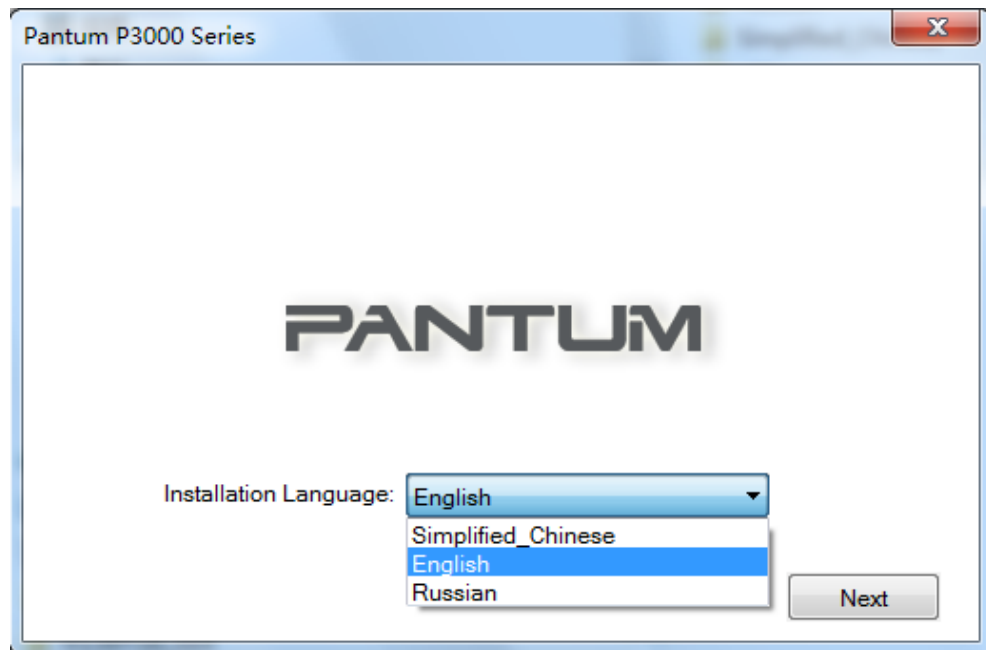 Pantum P3000 Series
PANTUM
Installation Language: English
Simplified_Chinese
English
Russian
Next